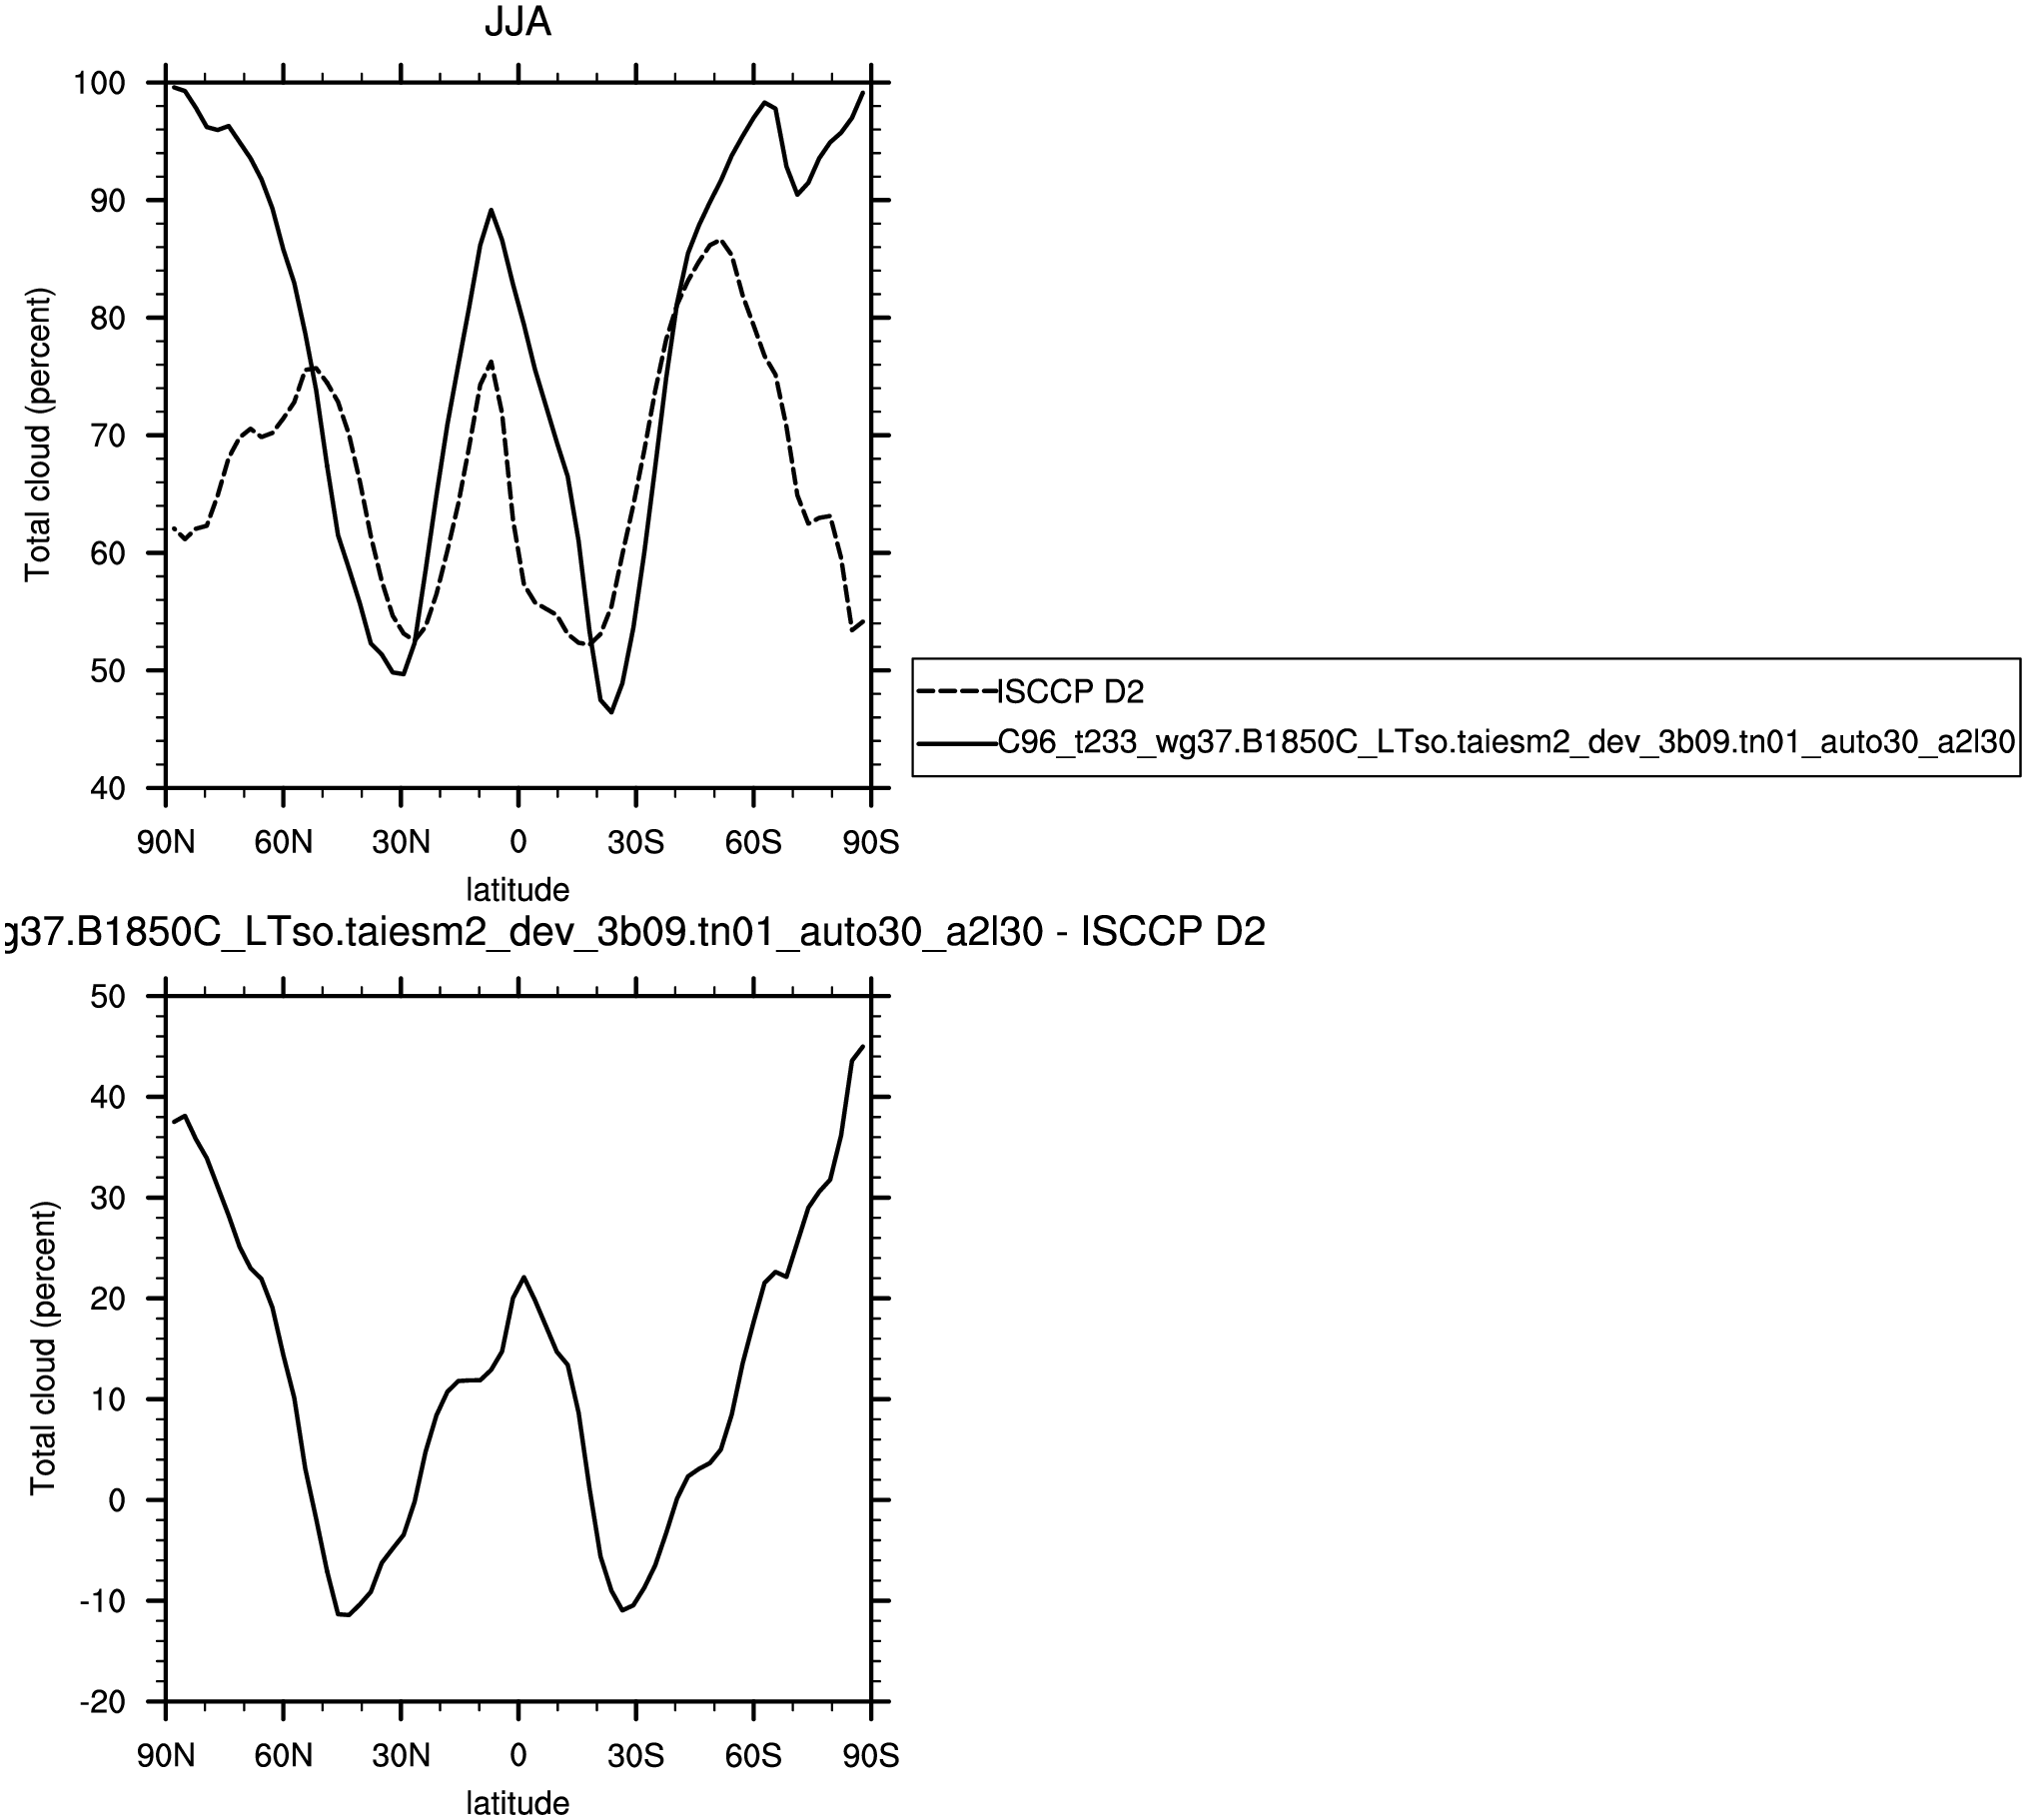 JJA
100
90
80
70
60
50
40
Total cloud (percent)
90N 60N 30N 0 30S 60S 90S
latitude
ISCCP D2
C96_t233_wg37.B1850C_LTso.taiesm2_dev_3b09.tn01_auto30_a2l30
g37.B1850C_LTso.taiesm2_dev_3b09.tn01_auto30_a2l30 - ISCCP D2
50
40
30
20
10
0
-10
-20
Total cloud (percent)
90N 60N 30N 0 30S 60S 90S
latitude